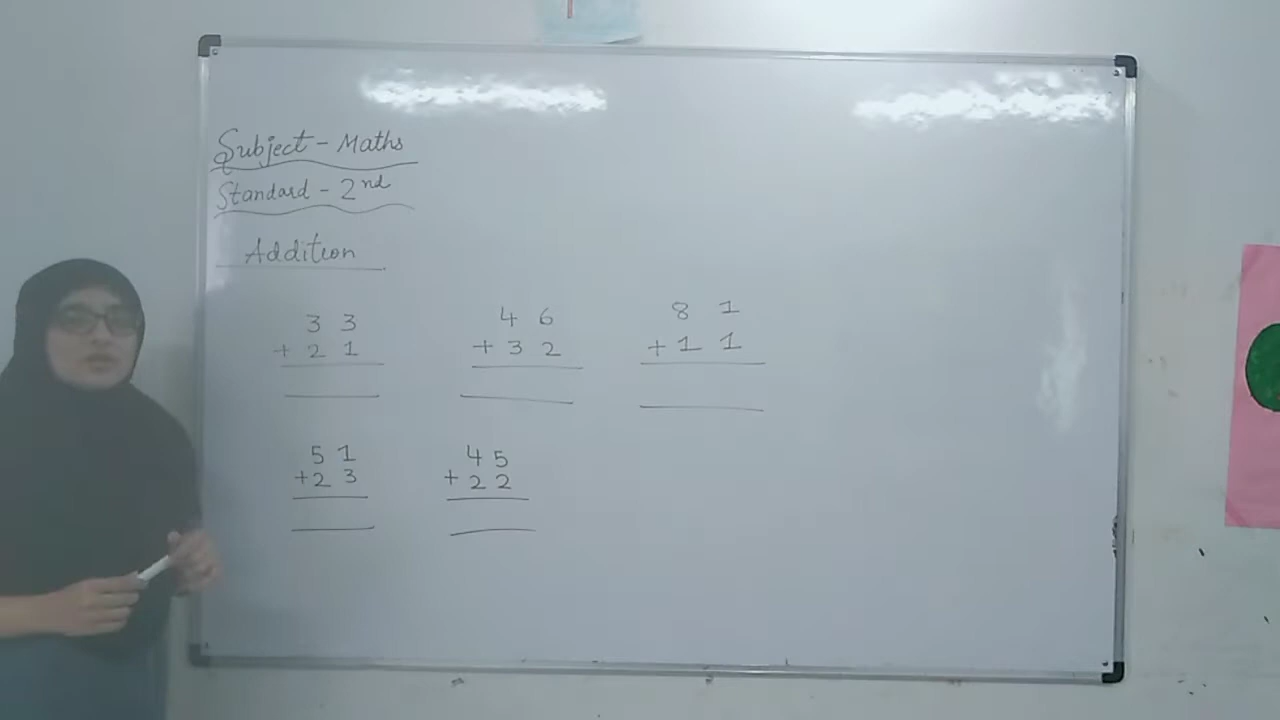 Subject - Maths
Standard - 2nd
Addition
3 3 4 6 8 1
+ 2 1 + 3 2 + 1 1
5 1 4 5
+ 2 3 + 2 2